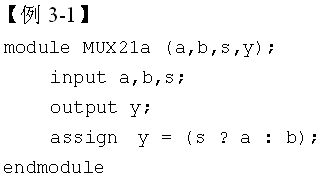 【例 3-1】
module MUX21a (a,b,s,y);
    input a,b,s;
    output y;
    assign  y = (s ? a : b);
endmodule